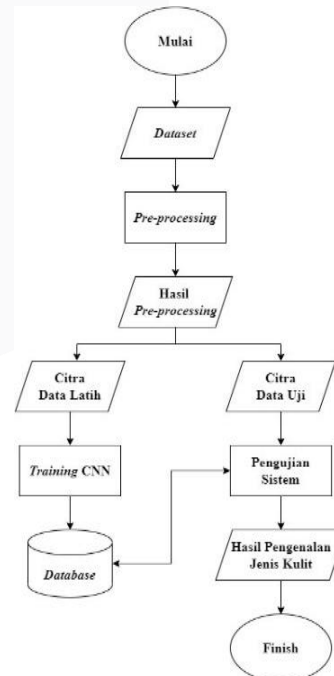 Mulai
Dataset
Pre-processing
Hasil
Pre-processing
Citra
Data Latih
Citra
Data Uji
Training CNN
Pengujian
Sistem
Database
Hasil Pengenalan
Jenis Kulit
Finish